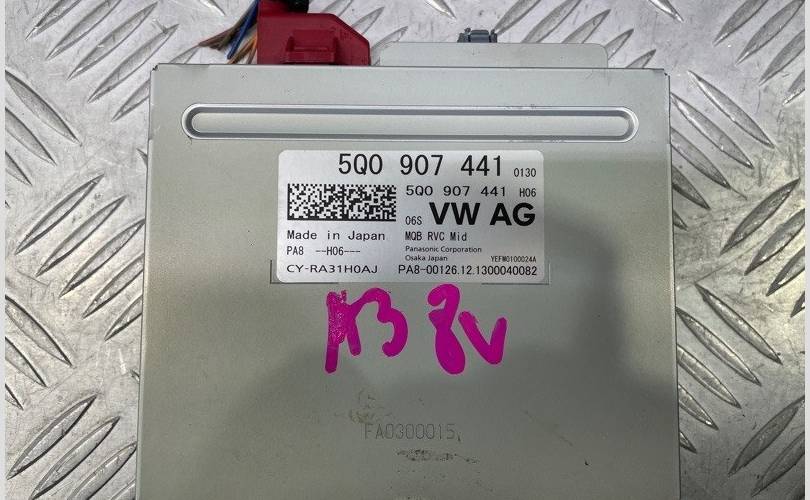 5Q0 907 441 0130
5Q0 907 441 H06
06S VW AG
Made in Japan MQB RVC Mid
PA8 --H06---
Panasonic Corporation
Osaka Japan YEFM0100024A
CY-RA31H0AJ PA8-00126.12.1300040082
A3 8V
FA0300015